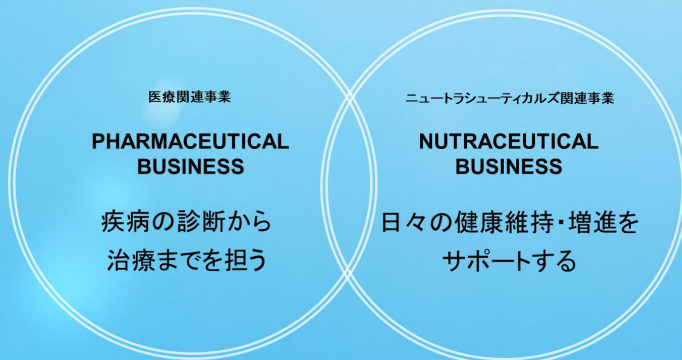 医療関連事業
PHARMACEUTICAL
BUSINESS
疾病の診断から
治療までを担う
ニュートラシューティカルズ関連事業
NUTRACEUTICAL
BUSINESS
日々の健康維持・増進を
サポートする